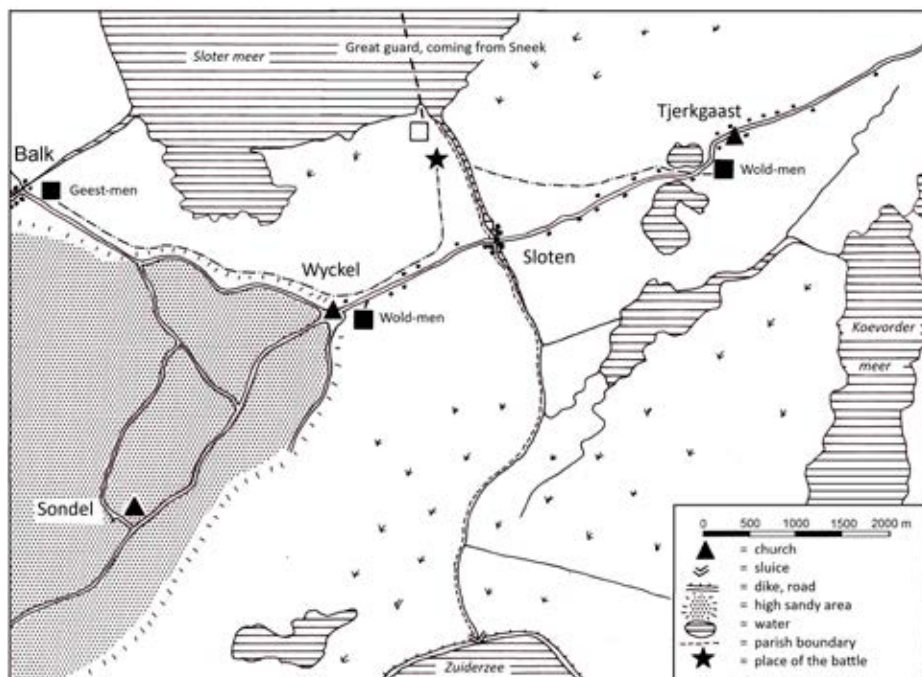 Sloter meer
Great guard, coming from Sneek
Tjerkgaast
Balk
Geest-men
Wold-men
Wyckel
Sloten
Wold-men
Koevorder
meer
Sondel
0 500 1000 1500 2000 m
= church
= sluice
= dike, road
= high sandy area
= water
= parish boundary
= place of the battle
Zuiderzee